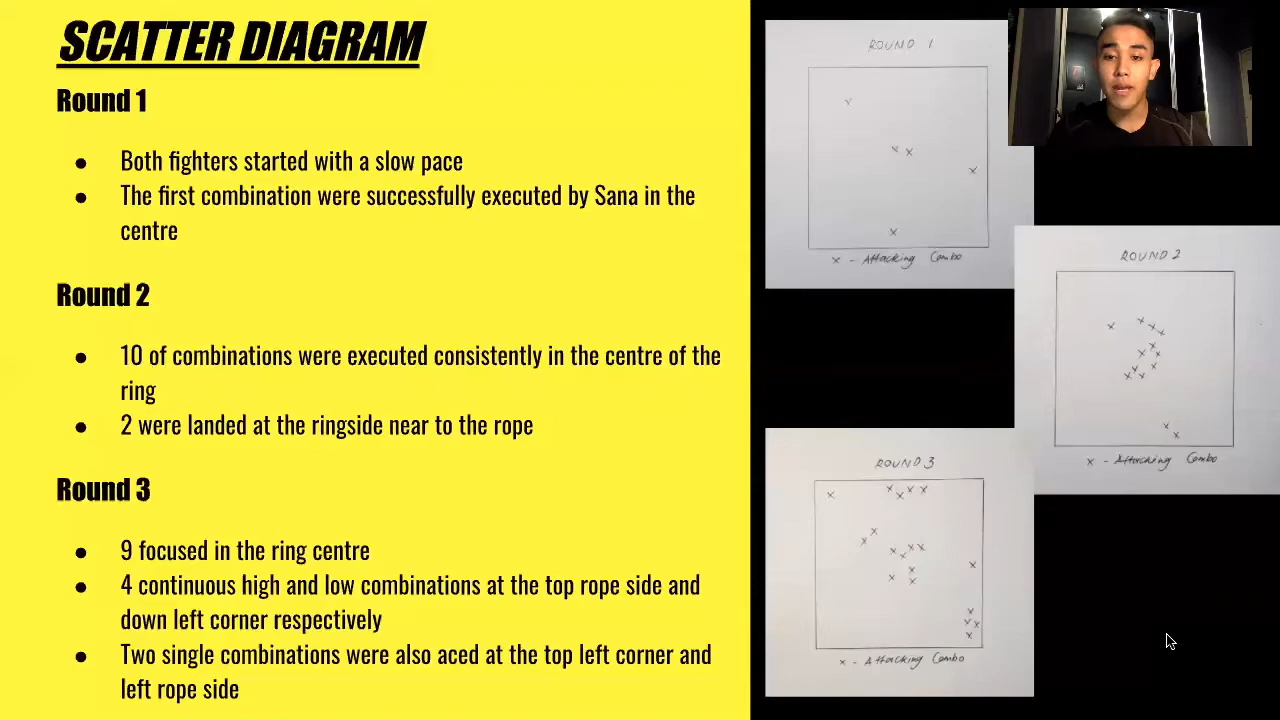 SCATTER DIAGRAM
Round 1
● Both fighters started with a slow pace
● The first combination were successfully executed by Sana in the
centre
Round 2
● 10 of combinations were executed consistently in the centre of the
ring
● 2 were landed at the ringside near to the rope
Round 3
● 9 focused in the ring centre
● 4 continuous high and low combinations at the top rope side and
down left corner respectively
● Two single combinations were also aced at the top left corner and
left rope side
ROUND 1
x - Attacking Combo
ROUND 2
x - Attacking Combo
ROUND 3
x - Attacking Combo